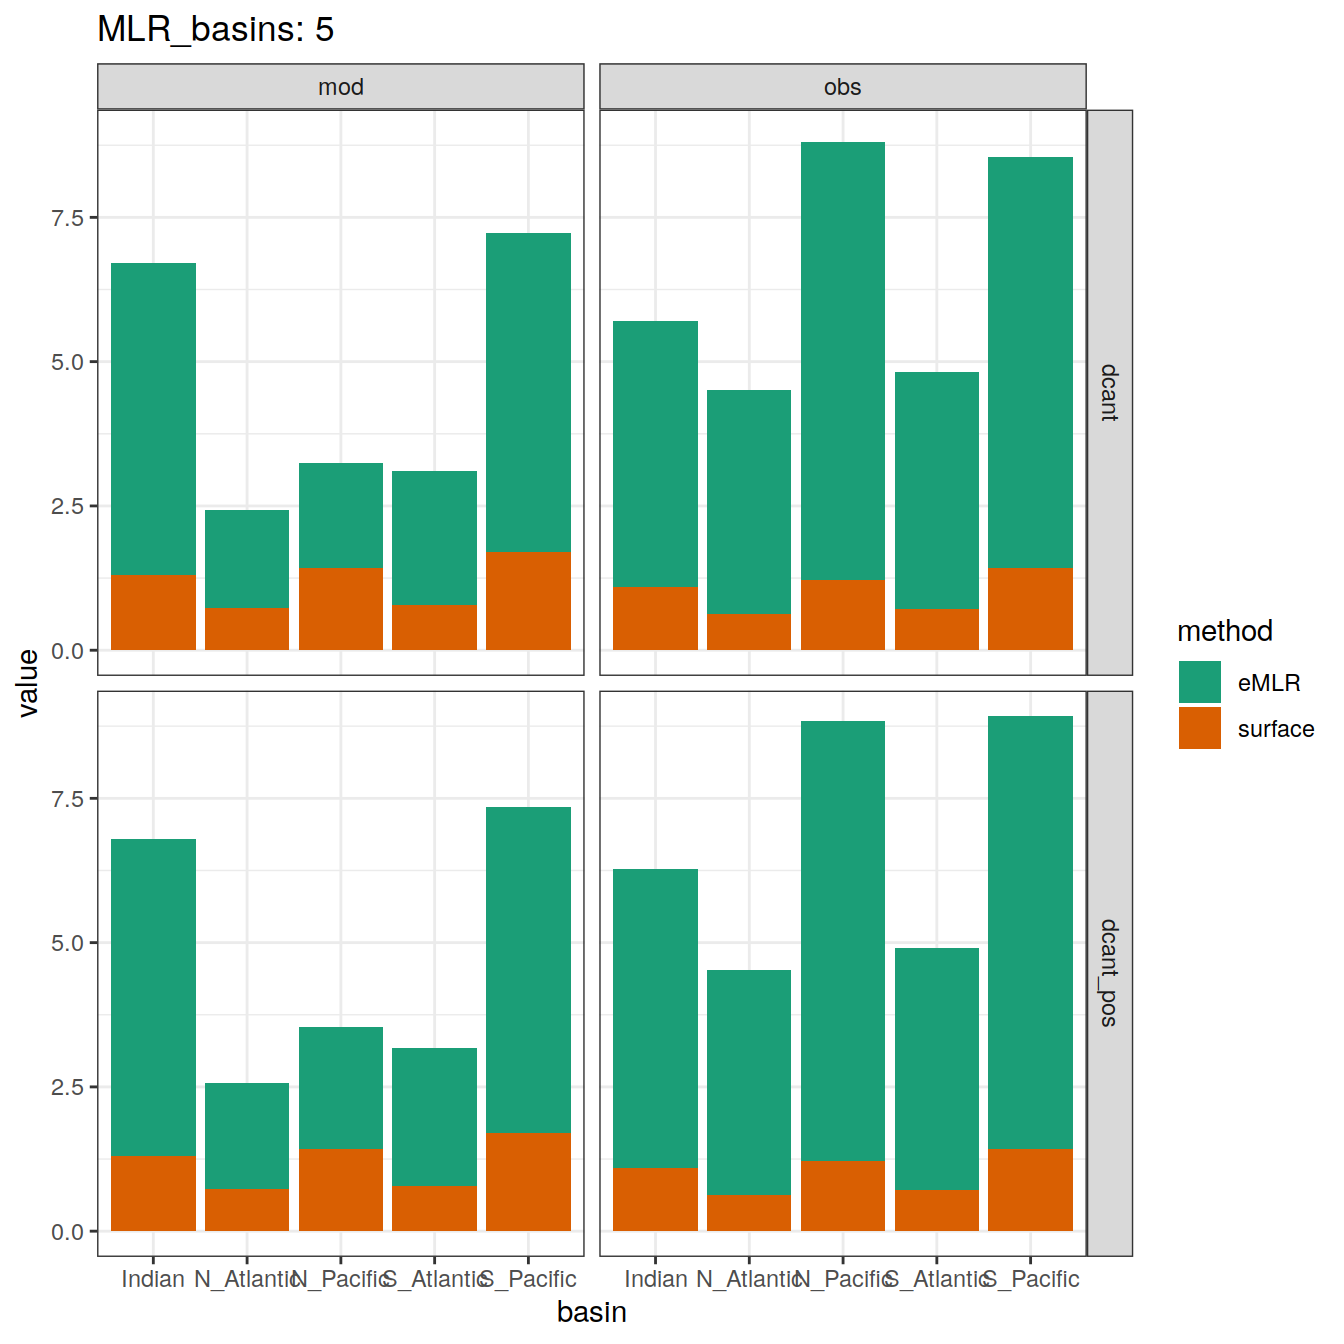 MLR_basins: 5
mod
obs
7.5
5.0
2.5
0.0
dcant
value
7.5
5.0
2.5
0.0
dcant_pos
Indian N_Atlantic N_Pacific S_Atlantic S_Pacific
Indian N_Atlantic N_Pacific S_Atlantic S_Pacific
basin
method
eMLR
surface